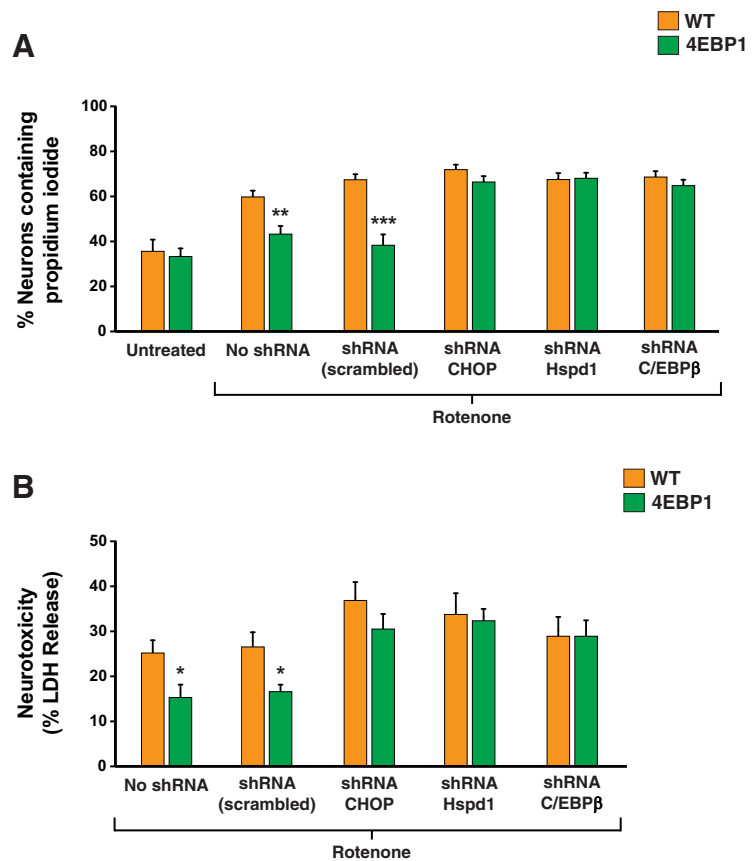 WT
4EBP1
A
% Neurons containing
propidium iodide
100
80
60
40
20
0
** ***
Untreated No shRNA shRNA (scrambled) shRNA CHOP shRNA Hspd1 shRNA C/EBPβ
Rotenone
B
WT
4EBP1
Neurotoxicity
(% LDH Release)
50
40
30
20
10
0
* *
No shRNA shRNA (scrambled) shRNA CHOP shRNA Hspd1 shRNA C/EBPβ
Rotenone